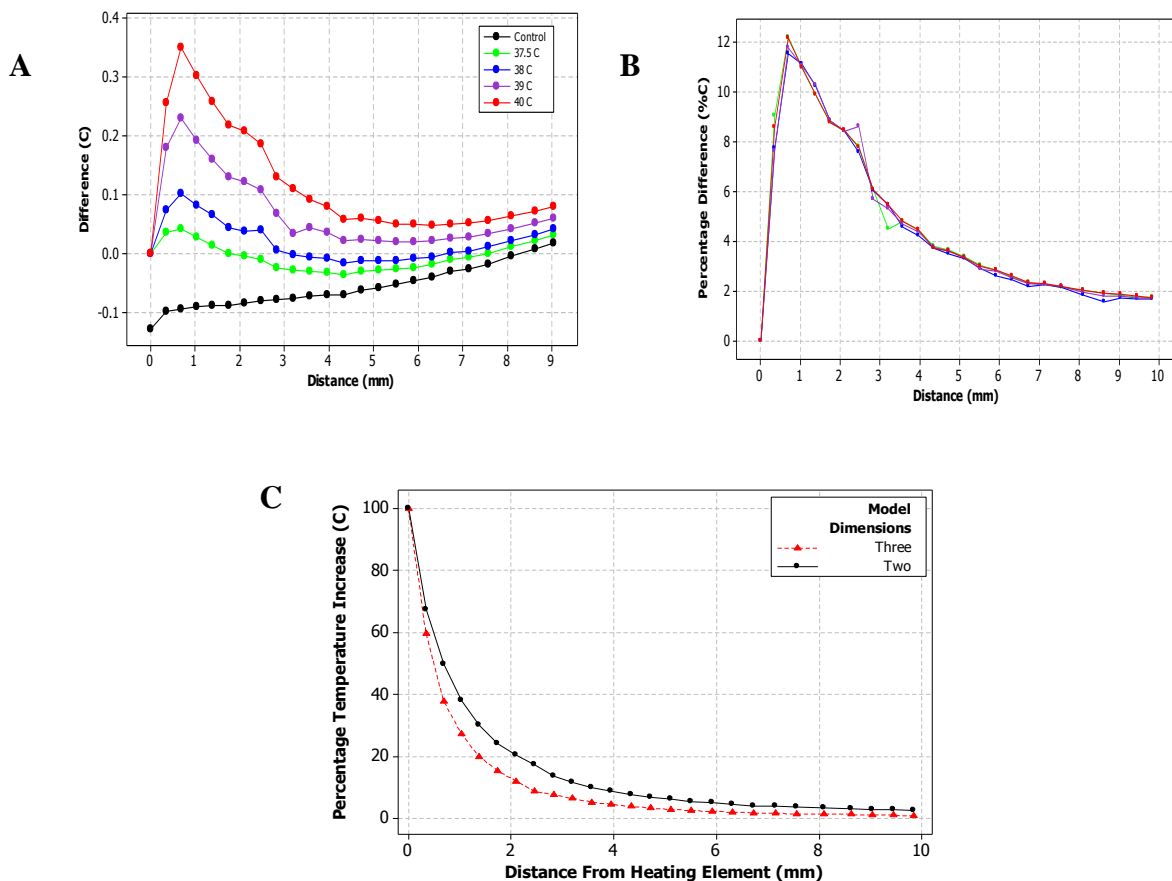 A
Difference (C)
0.4
0.3
0.2
0.1
0.0
-0.1
Control
37.5 C
38 C
39 C
40 C
0 1 2 3 4 5 6 7 8 9
Distance (mm)
B
Percentage Difference (%C)
12
10
8
6
4
2
0
0 1 2 3 4 5 6 7 8 9 10
Distance (mm)
C
Percentage Temperature Increase (C)
100
80
60
40
20
0
Model
Dimensions
Three
Two
0 2 4 6 8 10
Distance From Heating Element (mm)